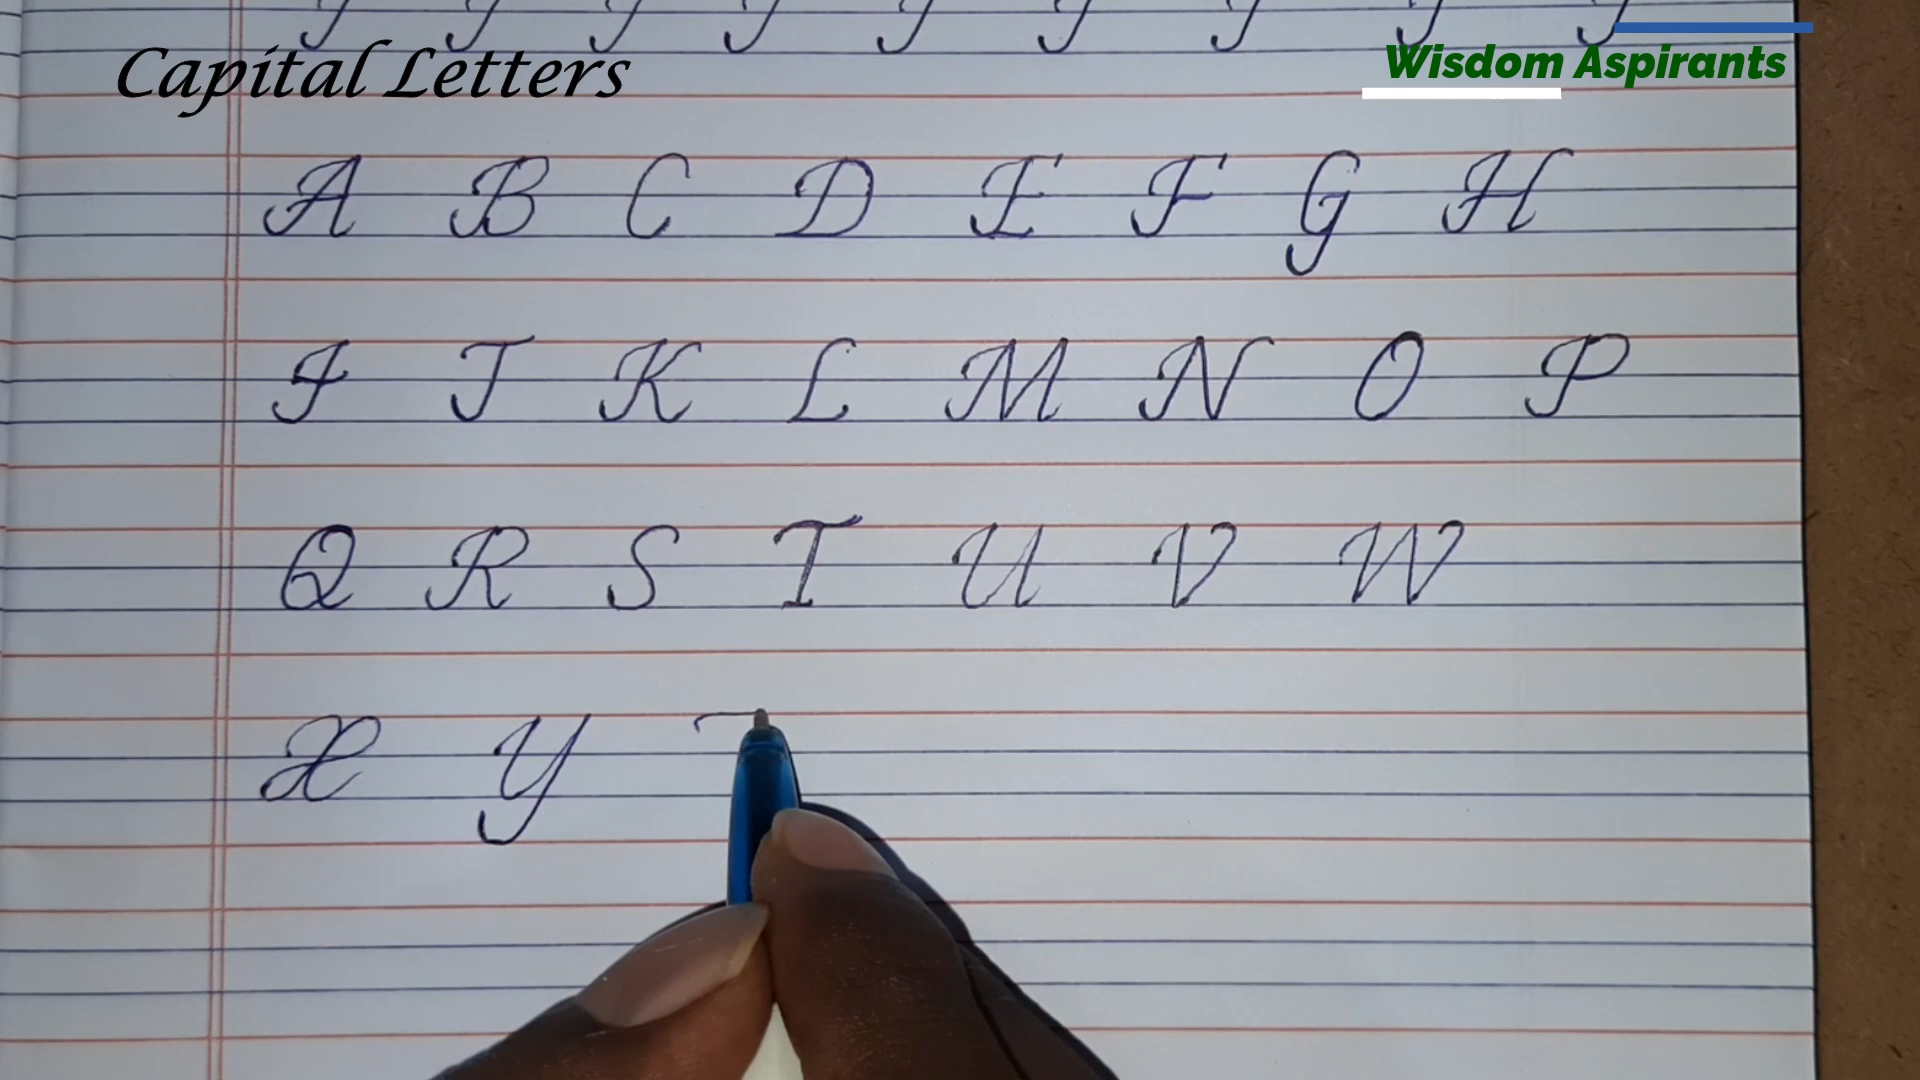 Capital Letters
Wisdom Aspirants
A B C D E F G H
I J K L M N O P
Q R S T U V W
X Y